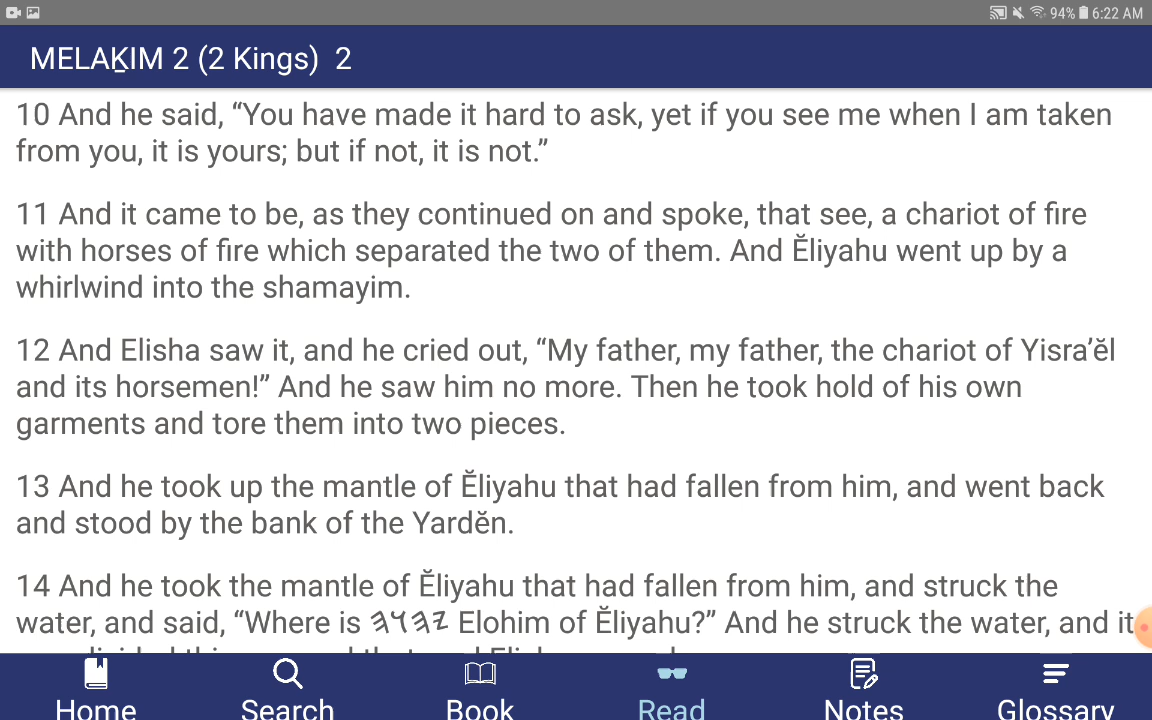 94% 6:22 AM
MELAḴIM 2 (2 Kings) 2
10 And he said, “You have made it hard to ask, yet if you see me when I am taken
from you, it is yours; but if not, it is not.”
11 And it came to be, as they continued on and spoke, that see, a chariot of fire
with horses of fire which separated the two of them. And Ĕliyahu went up by a
whirlwind into the shamayim.
12 And Elisha saw it, and he cried out, “My father, my father, the chariot of Yisra’ĕl
and its horsemen!” And he saw him no more. Then he took hold of his own
garments and tore them into two pieces.
13 And he took up the mantle of Ĕliyahu that had fallen from him, and went back
and stood by the bank of the Yardĕn.
14 And he took the mantle of Ĕliyahu that had fallen from him, and struck the
water, and said, “Where is 𐤉𐤄𐤅𐤄 Elohim of Ĕliyahu?” And he struck the water, and it
Home Search Book Read Notes Glossary